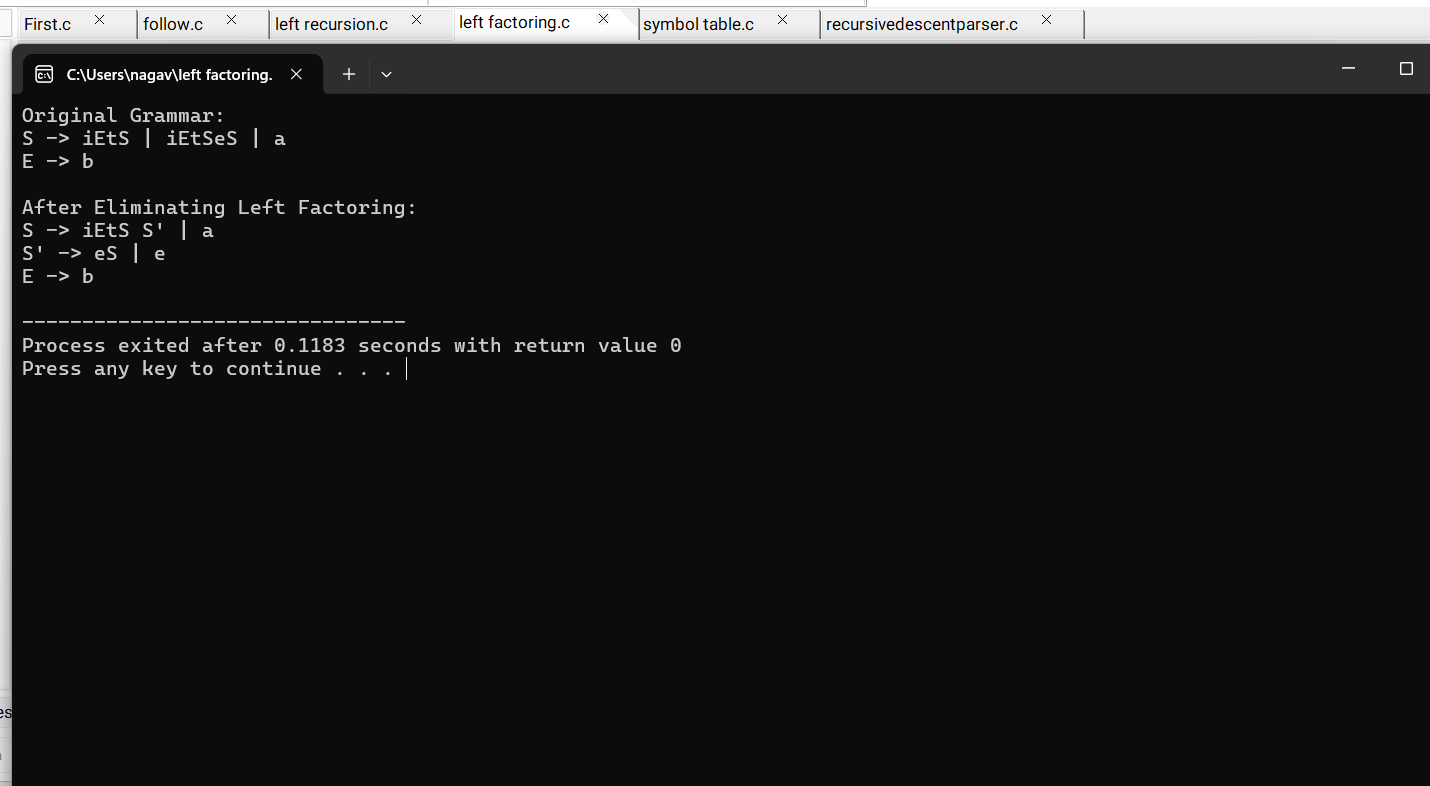 First.c follow.c left recursion.c left factoring.c symbol table.c recursivedescentparser.c
C:\Users\nagav\left factoring.
Original Grammar:
S -> iEtS | iEtSeS | a
E -> b
After Eliminating Left Factoring:
S -> iEtS S' | a
S' -> eS | e
E -> b
--------------------------------
Process exited after 0.1183 seconds with return value 0
Press any key to continue . . .
es